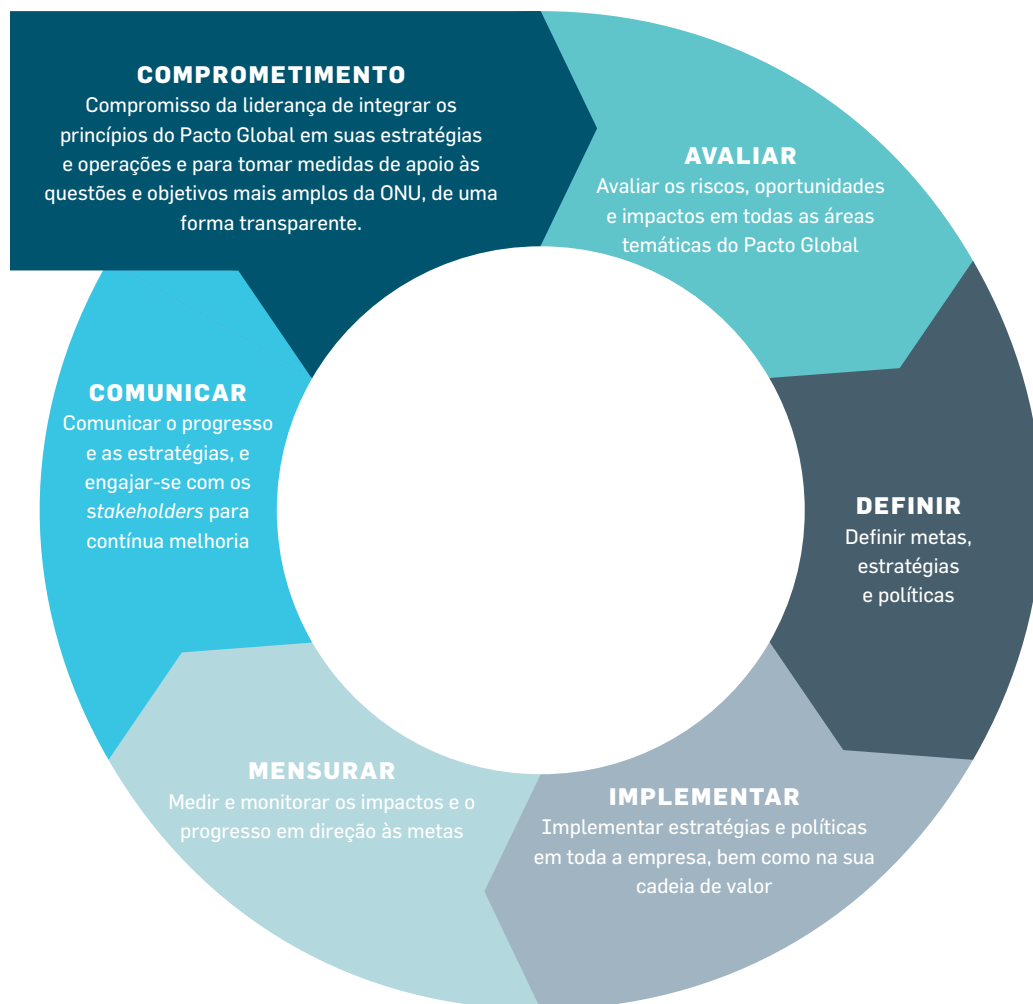 COMPROMETIMENTO
Compromisso da liderança de integrar os
princípios do Pacto Global em suas estratégias
e operações e para tomar medidas de apoio às
questões e objetivos mais amplos da ONU, de uma
forma transparente.
AVALIAR
Avaliar os riscos, oportunidades
e impactos em todas as áreas
temáticas do Pacto Global
DEFINIR
Definir metas,
estratégias
e políticas
IMPLEMENTAR
Implementar estratégias e políticas
em toda a empresa, bem como na sua
cadeia de valor
MENSURAR
Medir e monitorar os impactos e o
progresso em direção às metas
COMUNICAR
Comunicar o progresso
e as estratégias, e
engajar-se com os
stakeholders para
contínua melhoria